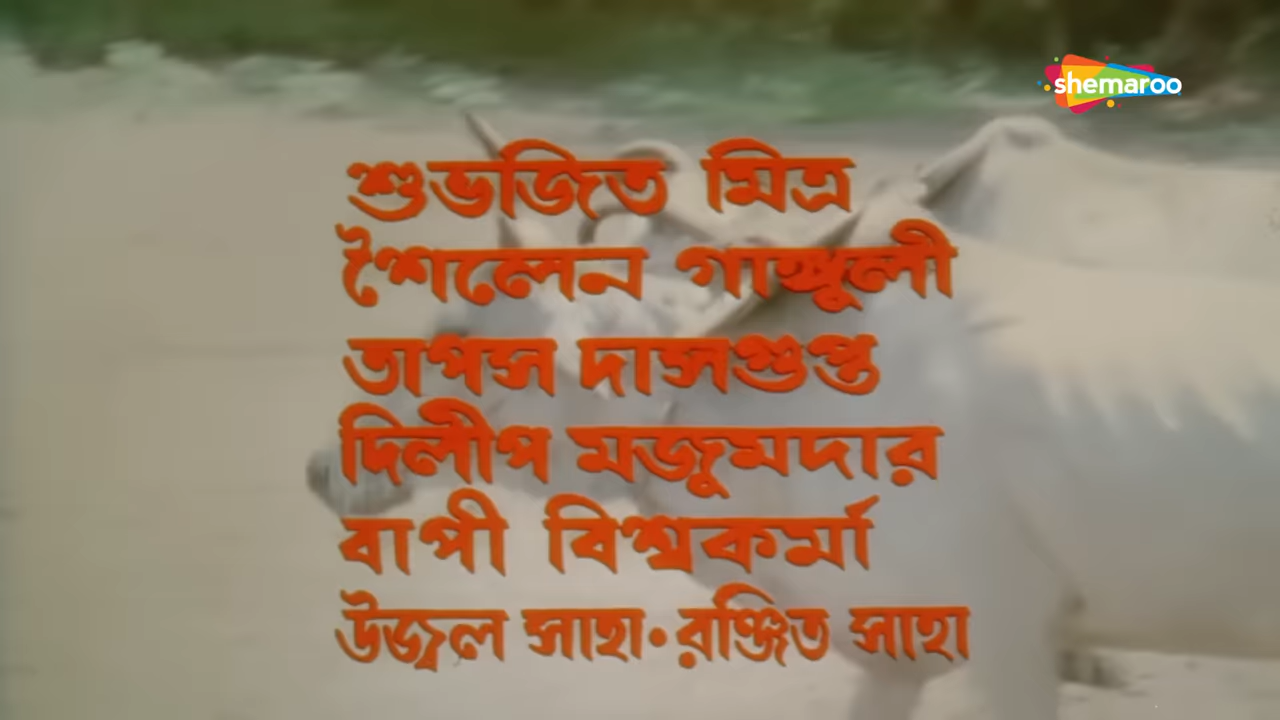 shemaroo
শুভজিত মিত্র
শৈলেন গাঙ্গুলী
তাপস দাসগুপ্ত
দিলীপ মজুমদার
বাপী বিশ্বকর্মা
উজ্বল সাহা · রঞ্জিত সাহা